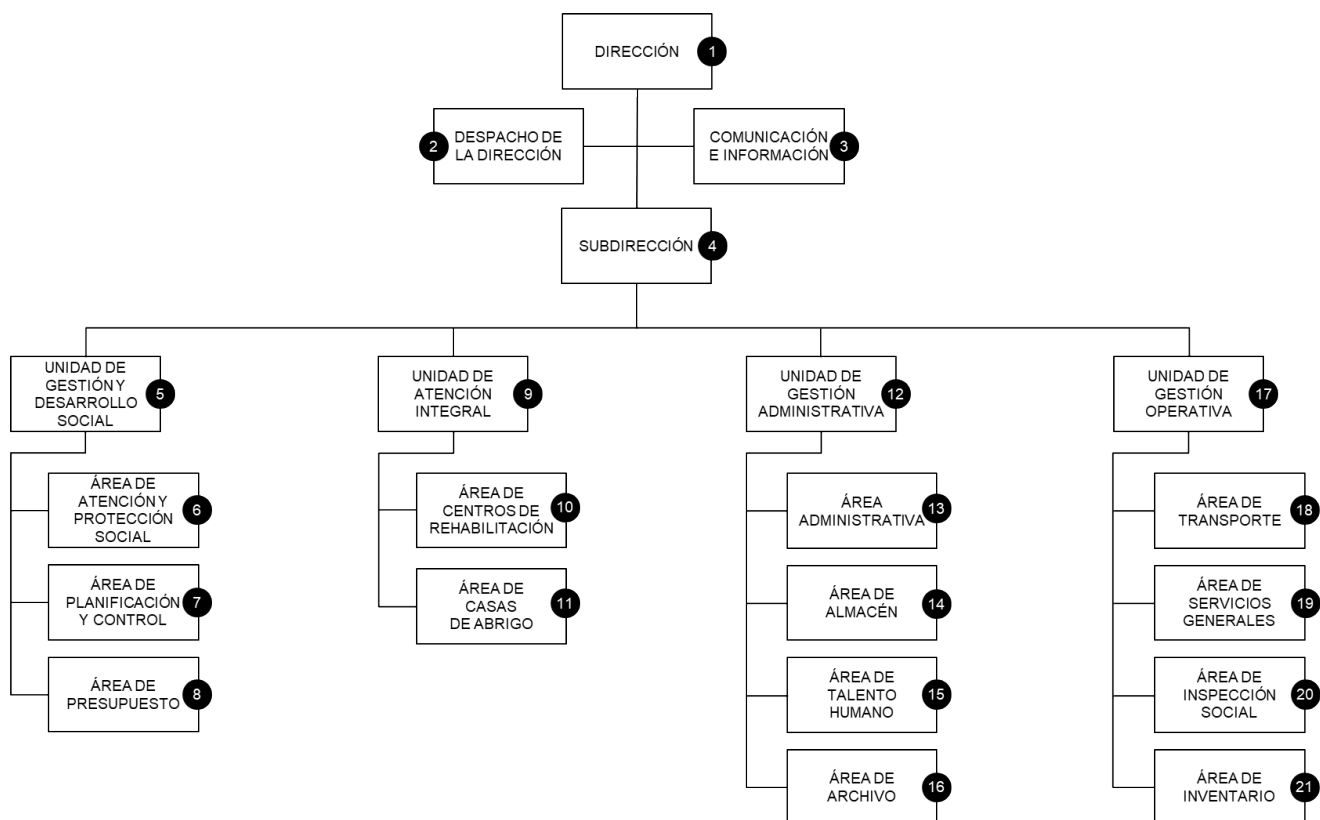 DIRECCIÓN
1
2
DESPACHO DE
LA DIRECCIÓN
COMUNICACIÓN
E INFORMACIÓN
3
SUBDIRECCIÓN
4
UNIDAD DE
GESTIÓN Y
DESARROLLO
SOCIAL
5
ÁREA DE
ATENCIÓN Y
PROTECCIÓN
SOCIAL
6
ÁREA DE
PLANIFICACIÓN
Y CONTROL
7
ÁREA DE
PRESUPUESTO
8
UNIDAD DE
ATENCIÓN
INTEGRAL
9
ÁREA DE
CENTROS DE
REHABILITACIÓN
10
ÁREA DE
CASAS
DE ABRIGO
11
UNIDAD DE
GESTIÓN
ADMINISTRATIVA
12
ÁREA
ADMINISTRATIVA
13
ÁREA DE
ALMACÉN
14
ÁREA DE
TALENTO
HUMANO
15
ÁREA DE
ARCHIVO
16
UNIDAD DE
GESTIÓN
OPERATIVA
17
ÁREA DE
TRANSPORTE
18
ÁREA DE
SERVICIOS
GENERALES
19
ÁREA DE
INSPECCIÓN
SOCIAL
20
ÁREA DE
INVENTARIO
21